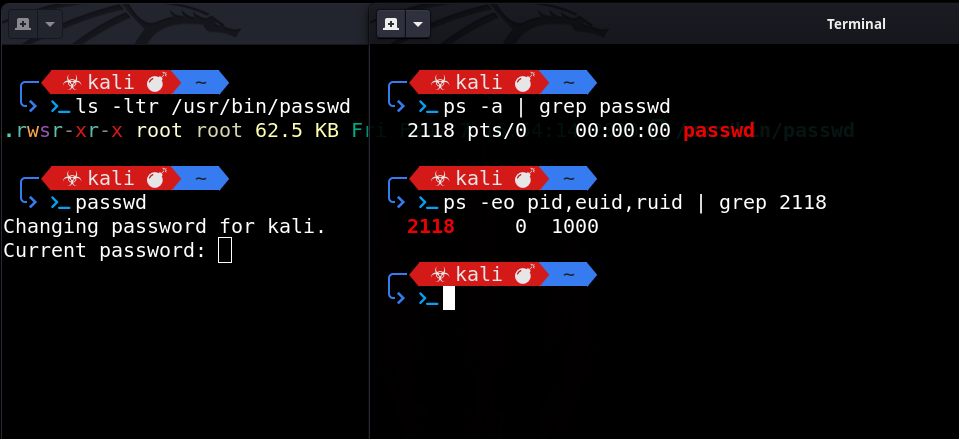 Terminal
kali ~
ls -ltr /usr/bin/passwd
.rwsr-xr-x root root 62.5 KB Fri
kali ~
passwd
Changing password for kali.
Current password:
kali ~
ps -a | grep passwd
2118 pts/0 00:00:00 passwd
kali ~
ps -eo pid,euid,ruid | grep 2118
2118 0 1000
kali ~